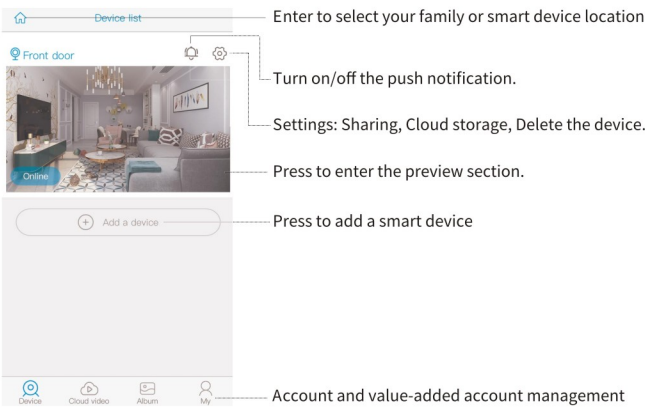 Device list
Enter to select your family or smart device location
Front door
Turn on/off the push notification.
Settings: Sharing, Cloud storage, Delete the device.
Press to enter the preview section.
Online
Add a device
Press to add a smart device
Device
Cloud video
Album
My
Account and value-added account management